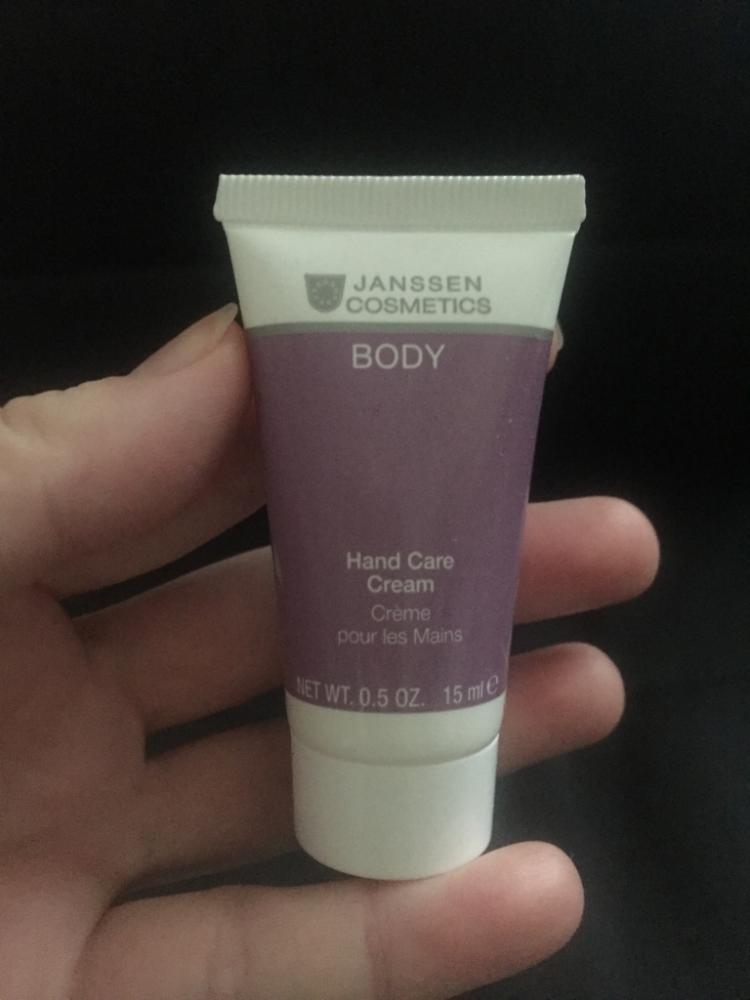 JANSSEN
COSMETICS
BODY
Hand Care
Cream
Crème
pour les Mains
NET WT. 0.5 OZ. 15 ml ℮